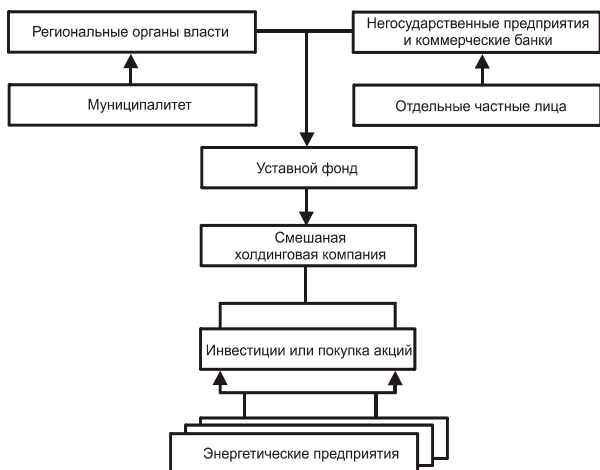 Региональные органы власти
Негосударственные предприятия
и коммерческие банки
Муниципалитет
Отдельные частные лица
Уставной фонд
Смешаная
холдинговая компания
Инвестиции или покупка акций
Энергетические предприятия